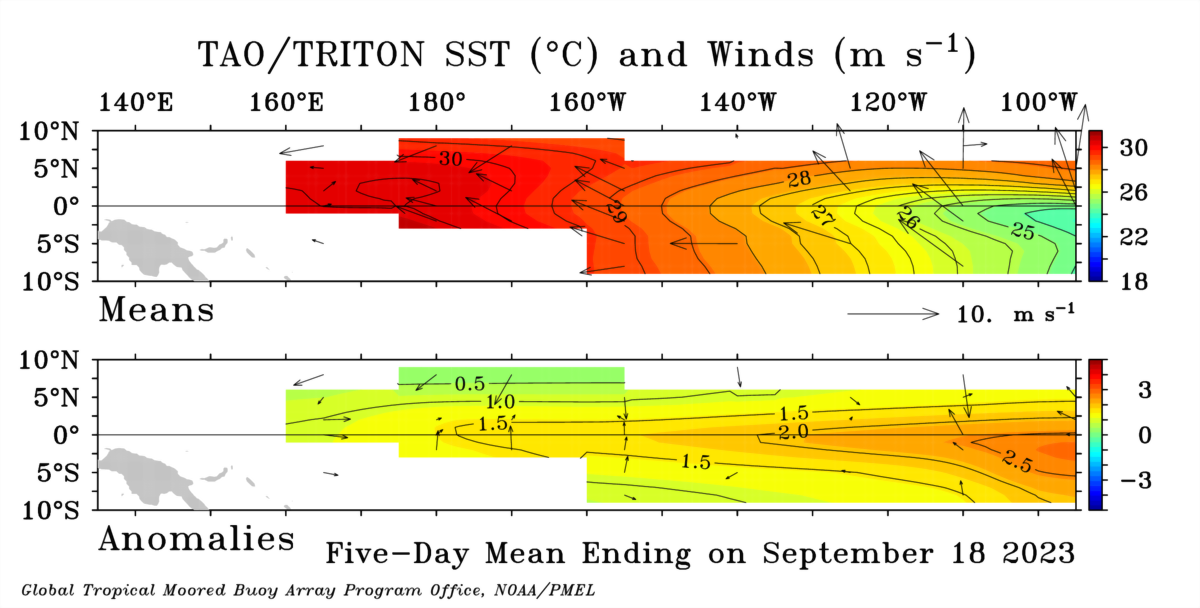 TAO/TRITON SST (°C) and Winds (m s⁻¹)
140°E 160°E 180° 160°W 140°W 120°W 100°W
10°N
5°N
0°
5°S
10°S
30
29
28
27
26
25
30
26
22
18
Means
10. m s⁻¹
10°N
5°N
0°
5°S
10°S
0.5
1.0
1.5
1.5
2.0
1.5
2.5
3
0
−3
Anomalies
Five−Day Mean Ending on September 18 2023
Global Tropical Moored Buoy Array Program Office, NOAA/PMEL